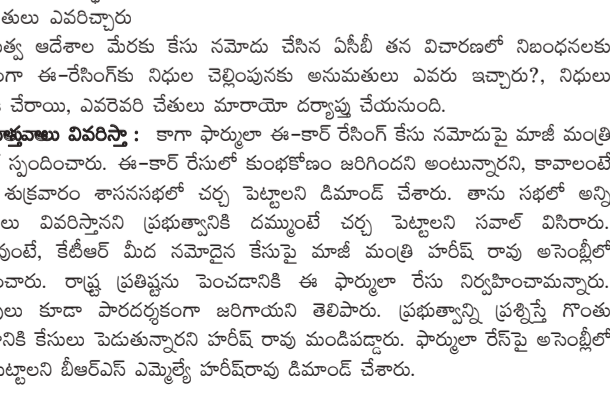 తులు ఎవరిచ్చారు
త్వ ఆదేశాల మేరకు కేసు నమోదు చేసిన ఏసీబీ తన విచారణలో నిబంధనలకు
గా ఈ-రేసింగ్‌కు నిధుల చెల్లింపునకు అనుమతులు ఎవరు ఇచ్చారు?, నిధులు
చేరాయి, ఎవరెవరి చేతులు మారాయో దర్యాప్తు చేయనుంది.
వివరిస్తా : కాగా ఫార్ములా ఈ-కార్ రేసింగ్ కేసు నమోదుపై మాజీ మంత్రి
స్పందించారు. ఈ-కార్ రేసులో కుంభకోణం జరిగిందని అంటున్నారని, కావాలంటే
శుక్రవారం శాసనసభలో చర్చ పెట్టాలని డిమాండ్ చేశారు. తాను సభలో అన్ని
లు వివరిస్తానని ప్రభుత్వానికి దమ్ముంటే చర్చ పెట్టాలని సవాల్ విసిరారు.
వుంటే, కేటీఆర్ మీద నమోదైన కేసుపై మాజీ మంత్రి హరీష్ రావు అసెంబ్లీలో
ంచారు. రాష్ట్ర ప్రతిష్టను పెంచడానికి ఈ ఫార్ములా రేసు నిర్వహించామన్నారు.
లు కూడా పారదర్శకంగా జరిగాయని తెలిపారు. ప్రభుత్వాన్ని ప్రశ్నిస్తే గొంతు
నికి కేసులు పెడుతున్నారని హరీష్ రావు మండిపడ్డారు. ఫార్ములా రేస్‌పై అసెంబ్లీలో
ట్టాలని బీఆర్ఎస్ ఎమ్మెల్యే హరీష్‌రావు డిమాండ్ చేశారు.